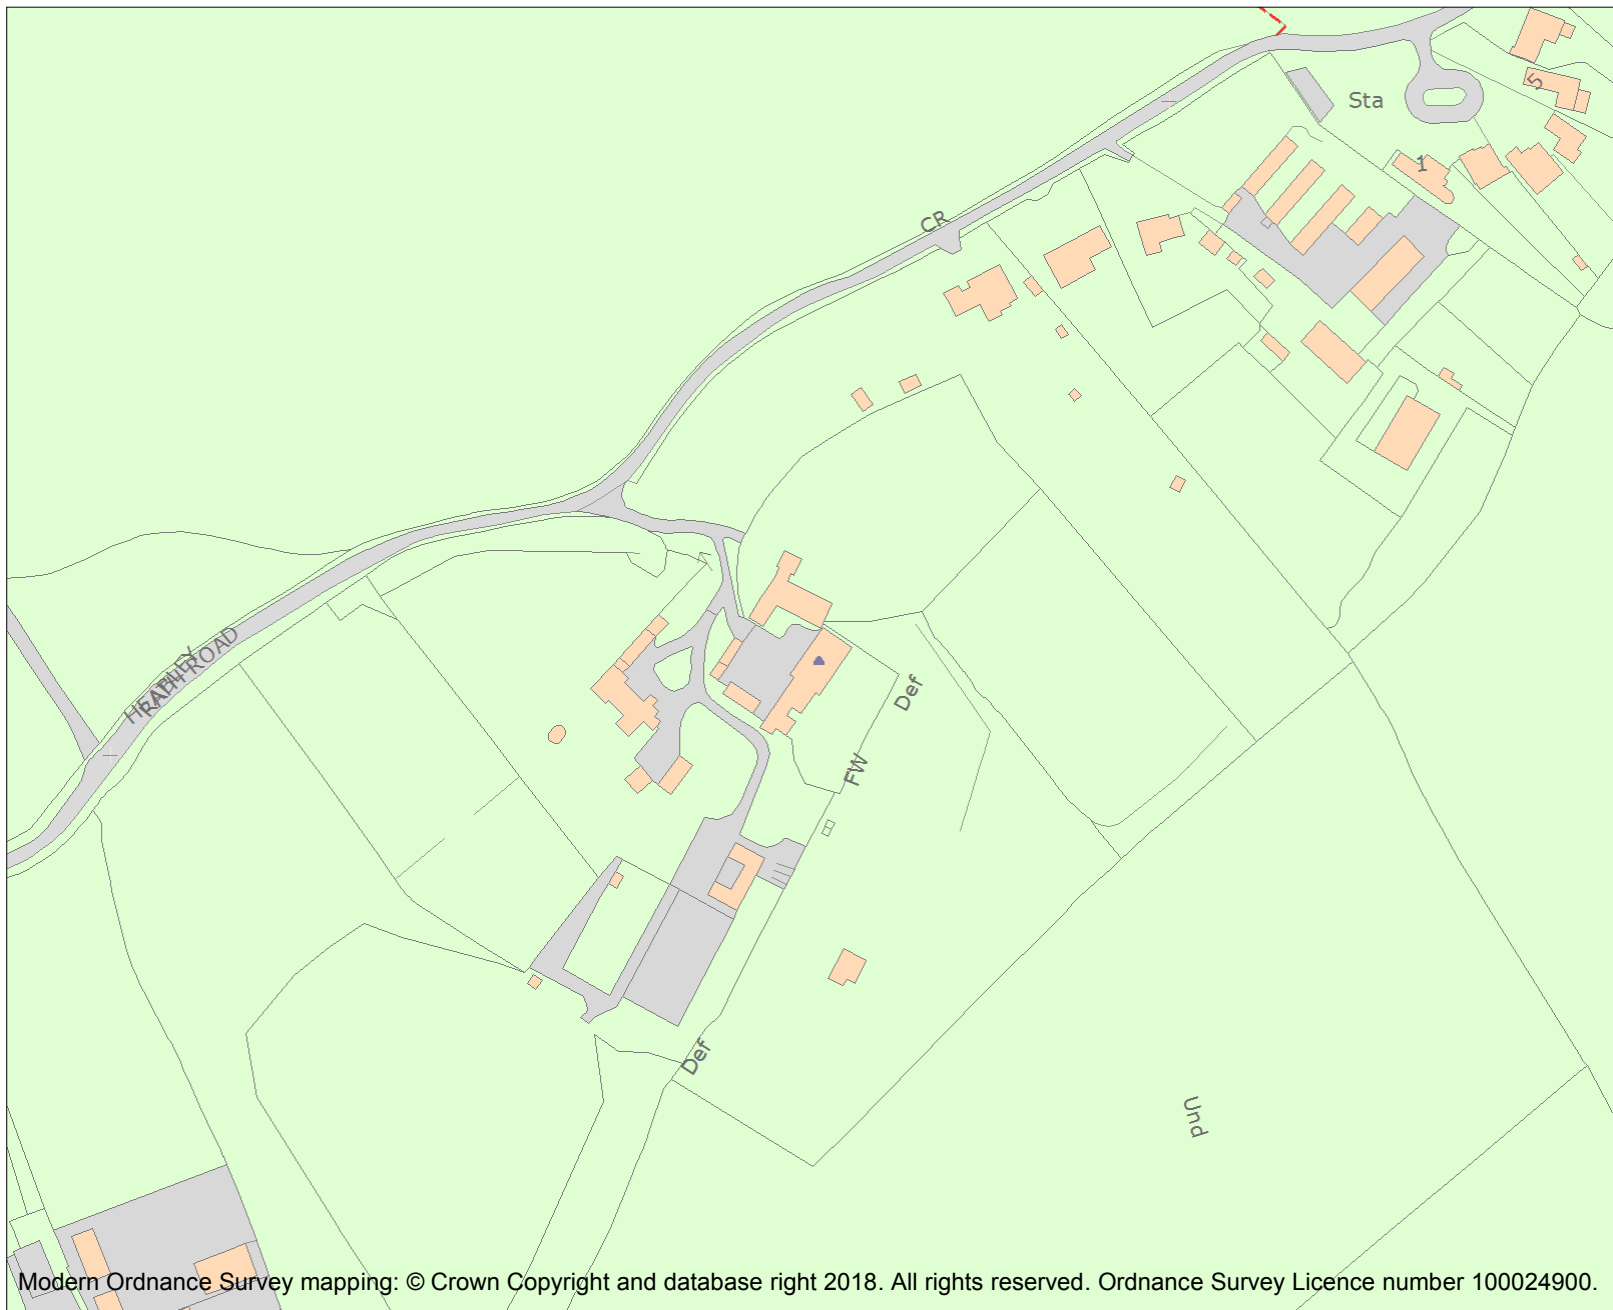 Sta
5
1
CR
HEATH ROAD
Def
FW
Def
Und
Modern Ordnance Survey mapping: © Crown Copyright and database right 2018. All rights reserved. Ordnance Survey Licence number 100024900.